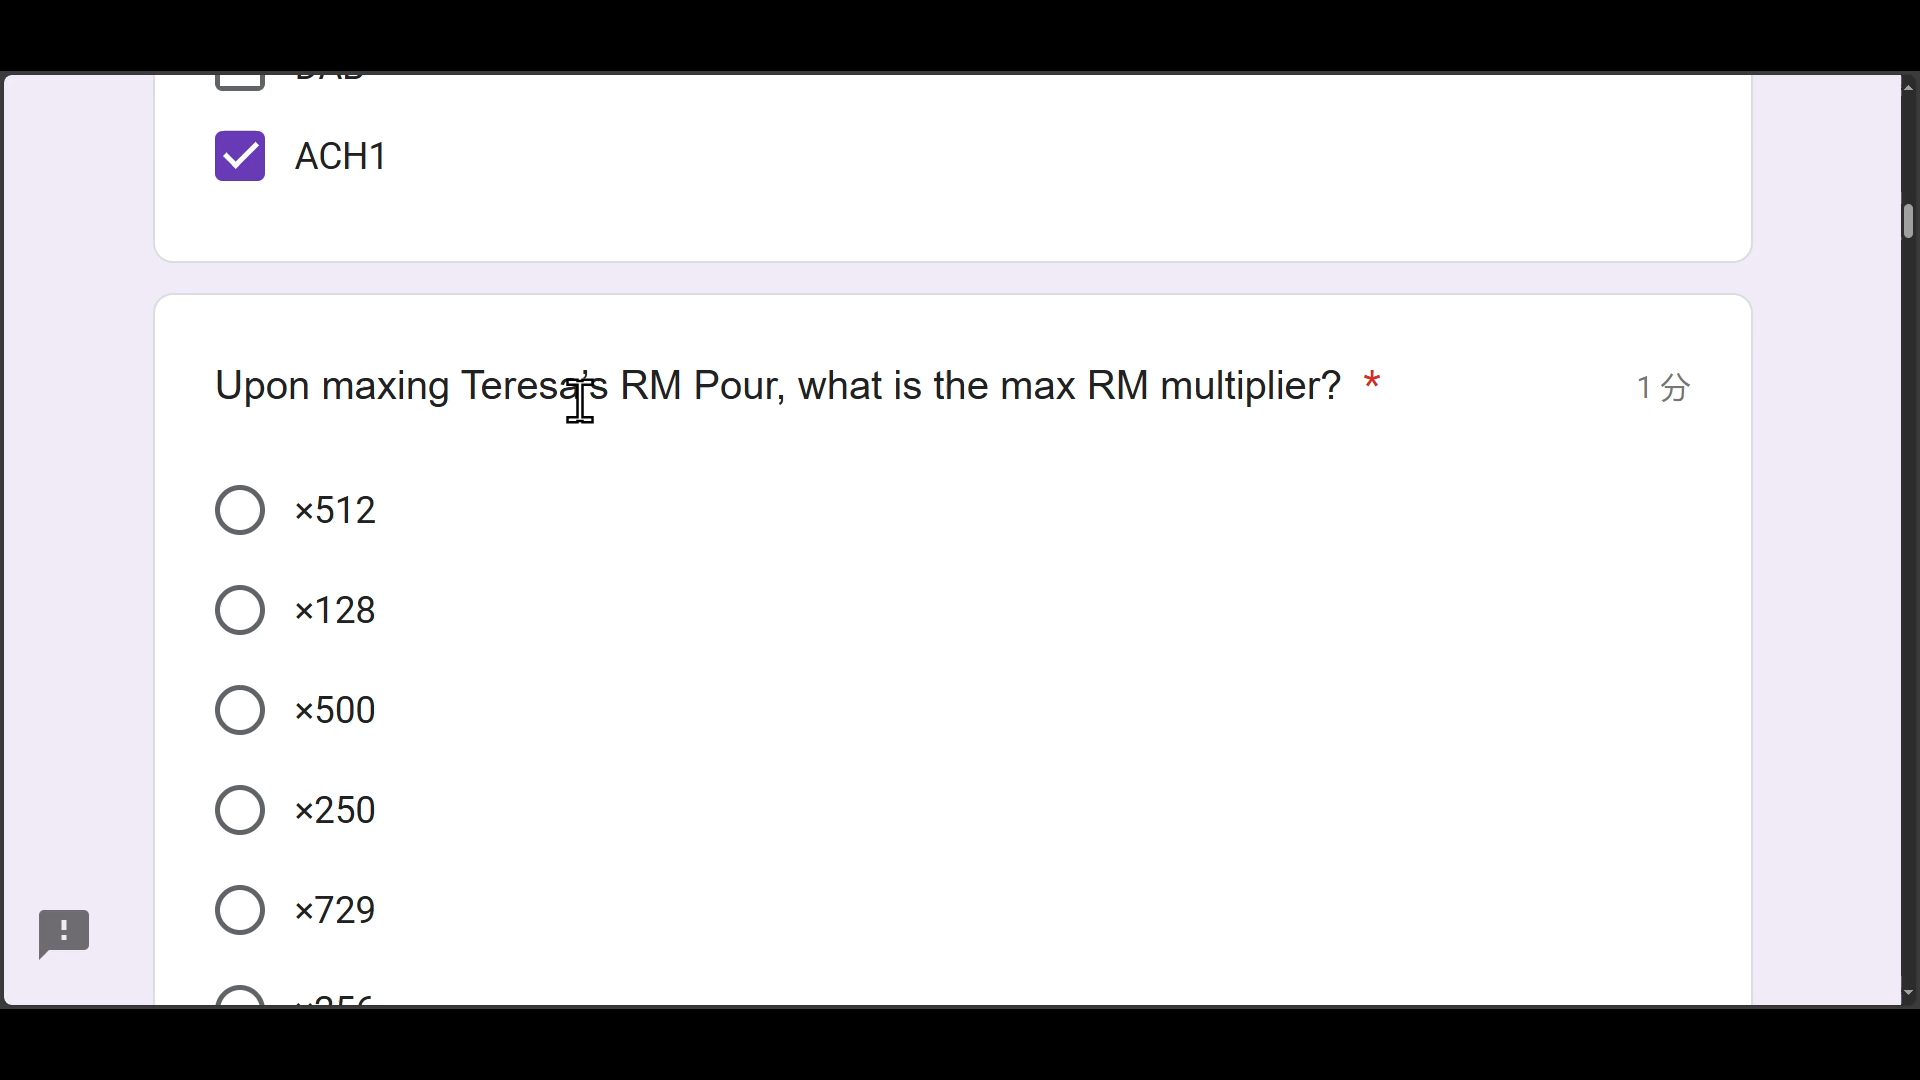 ACH1
Upon maxing Teresa's RM Pour, what is the max RM multiplier? *
1 分
×512
×128
×500
×250
×729